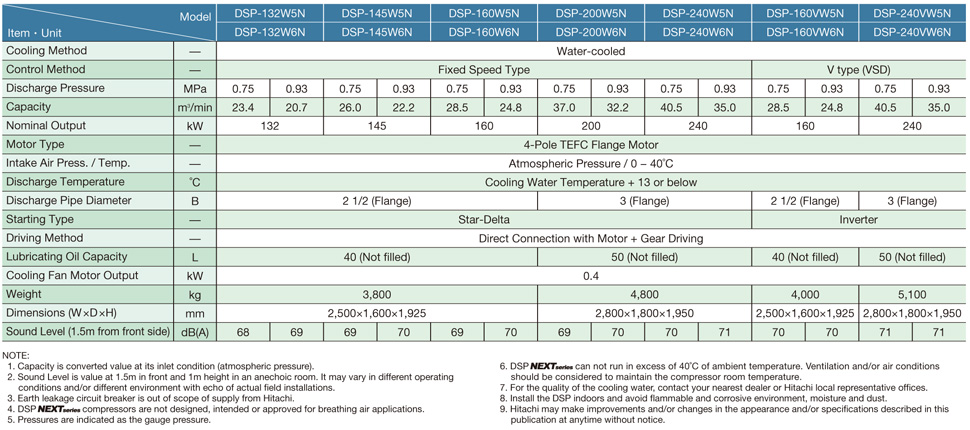 Model DSP-132W5N DSP-145W5N DSP-160W5N DSP-200W5N DSP-240W5N DSP-160VW5N DSP-240VW5N
Item・Unit DSP-132W6N DSP-145W6N DSP-160W6N DSP-200W6N DSP-240W6N DSP-160VW6N DSP-240VW6N
Cooling Method — Water-cooled
Control Method — Fixed Speed Type V type (VSD)
Discharge Pressure MPa 0.75 0.93 0.75 0.93 0.75 0.93 0.75 0.93 0.75 0.93 0.75 0.93 0.75 0.93
Capacity m³/min 23.4 20.7 26.0 22.2 28.5 24.8 37.0 32.2 40.5 35.0 28.5 24.8 40.5 35.0
Nominal Output kW 132 145 160 200 240 160 240
Motor Type — 4-Pole TEFC Flange Motor
Intake Air Press. / Temp. — Atmospheric Pressure / 0 – 40˚C
Discharge Temperature ˚C Cooling Water Temperature + 13 or below
Discharge Pipe Diameter B 2 1/2 (Flange) 3 (Flange) 2 1/2 (Flange) 3 (Flange)
Starting Type — Star-Delta Inverter
Driving Method — Direct Connection with Motor + Gear Driving
Lubricating Oil Capacity L 40 (Not filled) 50 (Not filled) 40 (Not filled) 50 (Not filled)
Cooling Fan Motor Output kW 0.4
Weight kg 3,800 4,800 4,000 5,100
Dimensions (W×D×H) mm 2,500×1,600×1,925 2,800×1,800×1,950 2,500×1,600×1,925 2,800×1,800×1,950
Sound Level (1.5m from front side) dB(A) 68 69 69 70 69 70 69 70 70 71 70 70 71 71
NOTE:
1. Capacity is converted value at its inlet condition (atmospheric pressure).
2. Sound Level is value at 1.5m in front and 1m height in an anechoic room. It may vary in different operating
conditions and/or different environment with echo of actual field installations.
3. Earth leakage circuit breaker is out of scope of supply from Hitachi.
4. DSP NEXTseries compressors are not designed, intended or approved for breathing air applications.
5. Pressures are indicated as the gauge pressure.
6. DSP NEXTseries can not run in excess of 40˚C of ambient temperature. Ventilation and/or air conditions
should be considered to maintain the compressor room temperature.
7. For the quality of the cooling water, contact your nearest dealer or Hitachi local representative offices.
8. Install the DSP indoors and avoid flammable and corrosive environment, moisture and dust.
9. Hitachi may make improvements and/or changes in the appearance and/or specifications described in this
publication at anytime without notice.